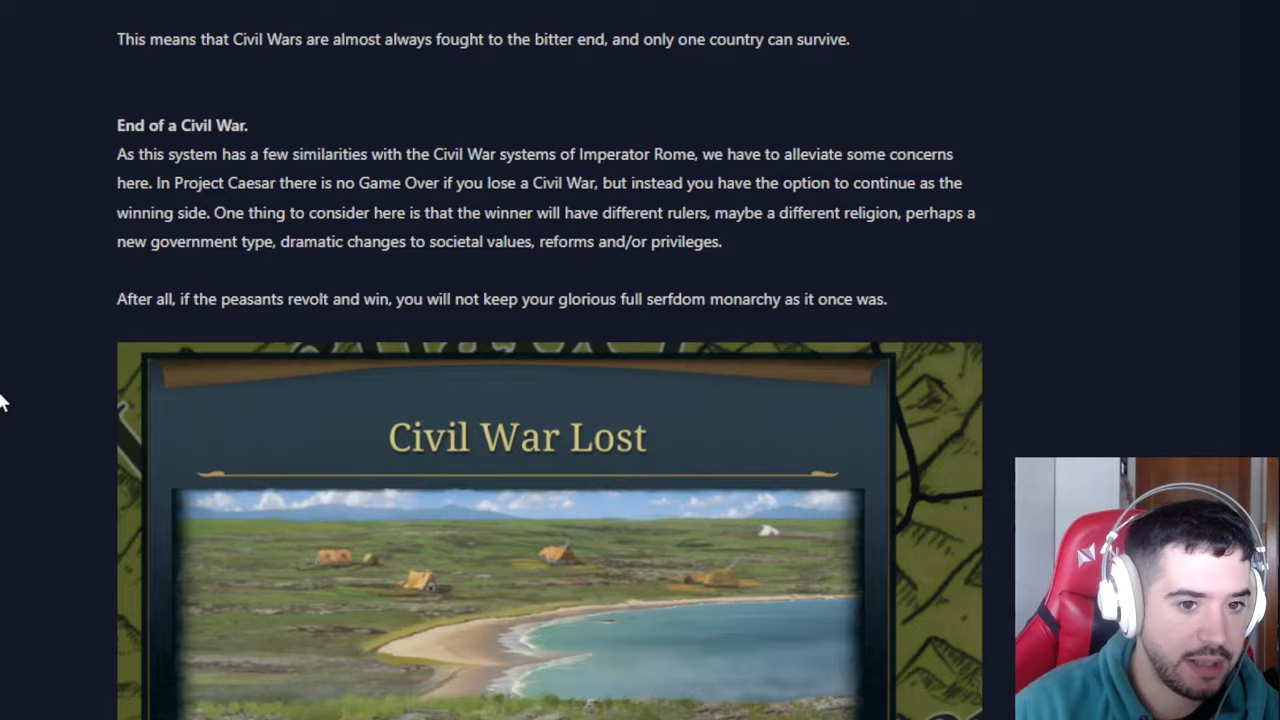 This means that Civil Wars are almost always fought to the bitter end, and only one country can survive.
End of a Civil War.
As this system has a few similarities with the Civil War systems of Imperator Rome, we have to alleviate some concerns
here. In Project Caesar there is no Game Over if you lose a Civil War, but instead you have the option to continue as the
winning side. One thing to consider here is that the winner will have different rulers, maybe a different religion, perhaps a
new government type, dramatic changes to societal values, reforms and/or privileges.
After all, if the peasants revolt and win, you will not keep your glorious full serfdom monarchy as it once was.
Civil War Lost